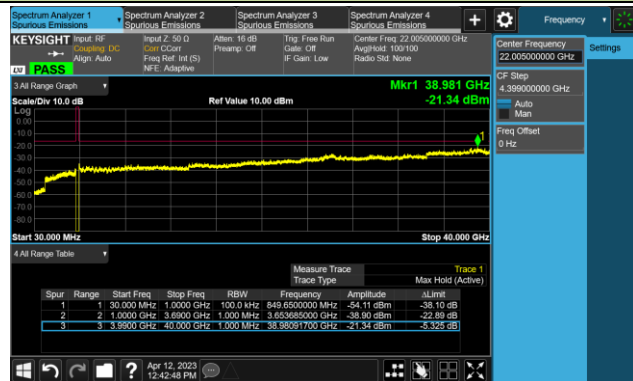 Spectrum Analyzer 1
Spurious Emissions
Spectrum Analyzer 2
Spurious Emissions
Spectrum Analyzer 3
Spurious Emissions
Spectrum Analyzer 4
Spurious Emissions
+
Frequency
KEYSIGHT
Input: RF
Coupling: DC
Align: Auto
Input Z: 50 Ω
Corr CCorr
Freq Ref: Int (S)
NFE: Adaptive
Atten: 16 dB
Preamp: Off
Trig: Free Run
Gate: Off
IF Gain: Low
Center Freq: 22.005000000 GHz
Avg|Hold: 100/100
Radio Std: None
LXI PASS
Center Frequency
22.005000000 GHz
Settings
CF Step
4.399000000 GHz
Auto
Man
Freq Offset
0 Hz
3 All Range Graph
Mkr1 38.981 GHz
Scale/Div 10.0 dB
Ref Value 10.00 dBm
-21.34 dBm
Log
0.00
-10.0
-20.0
-30.0
-40.0
-50.0
-60.0
-70.0
-80.0
1
Start 30.000 MHz
Stop 40.000 GHz
4 All Range Table
Measure Trace Trace 1
Trace Type Max Hold (Active)
Spur Range Start Freq Stop Freq RBW Frequency Amplitude ΔLimit
1 1 30.000 MHz 1.0000 GHz 100.0 kHz 849.6500000 MHz -54.11 dBm -38.10 dB
2 2 1.0000 GHz 3.6900 GHz 1.000 MHz 3.653685000 GHz -38.90 dBm -22.89 dB
3 3 3.9900 GHz 40.000 GHz 1.000 MHz 38.98091700 GHz -21.34 dBm -5.325 dB
?
Apr 12, 2023
12:42:48 PM